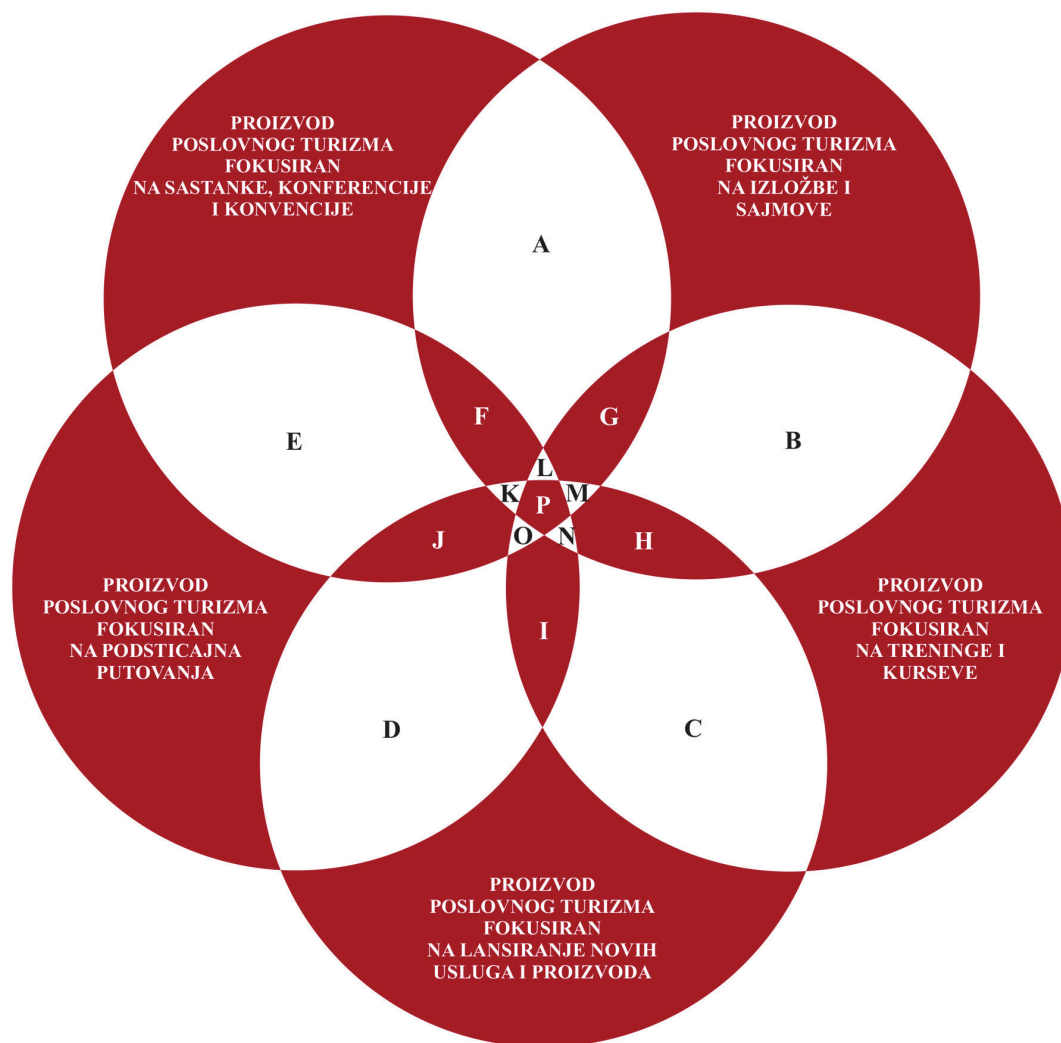 PROIZVOD
POSLOVNOG TURIZMA
FOKUSIRAN
NA SASTANKE, KONFERENCIJE
I KONVENCIJE
PROIZVOD
POSLOVNOG TURIZMA
FOKUSIRAN
NA IZLOŽBE I
SAJMOVE
A
F
G
E
B
L
K
M
P
J
O
N
H
PROIZVOD
POSLOVNOG TURIZMA
FOKUSIRAN
NA PODSTICAJNA
PUTOVANJA
I
PROIZVOD
POSLOVNOG TURIZMA
FOKUSIRAN
NA TRENINGE I
KURSEVE
D
C
PROIZVOD
POSLOVNOG TURIZMA
FOKUSIRAN
NA LANSIRANJE NOVIH
USLUGA I PROIZVODA